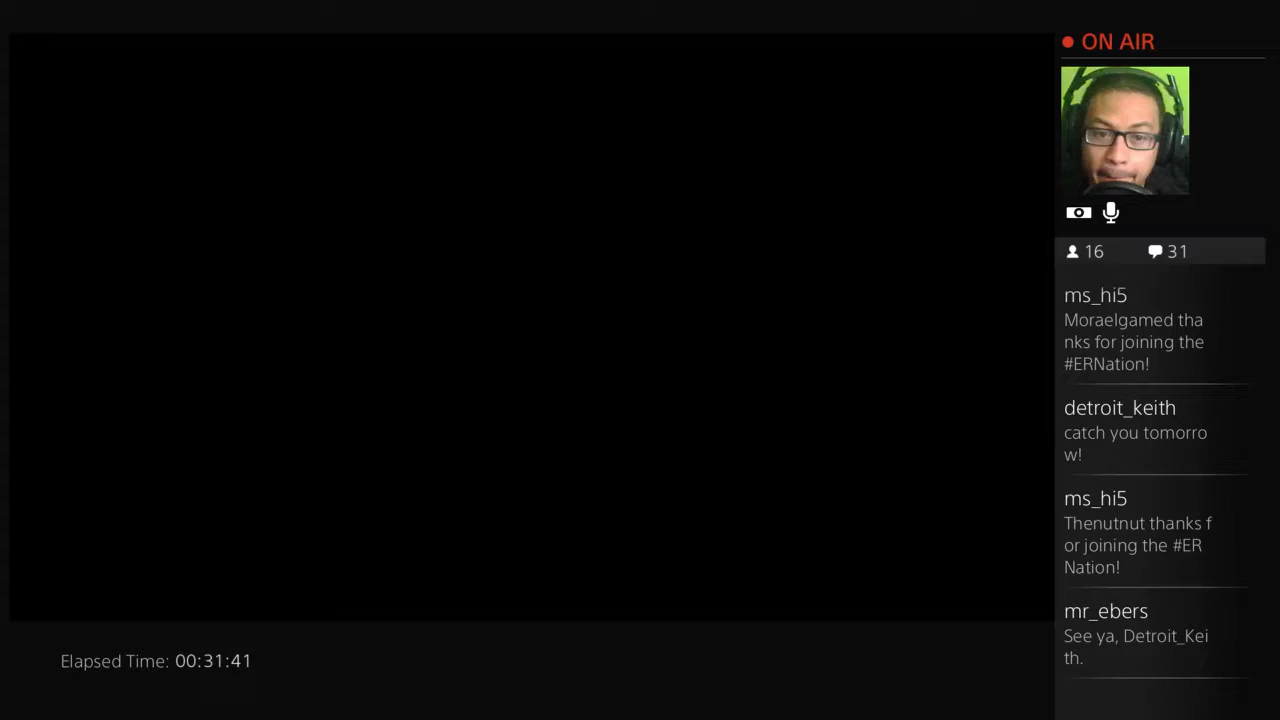 ON AIR
16 31
ms_hi5
Moraelgamed tha
nks for joining the
#ERNation!
detroit_keith
catch you tomorro
w!
ms_hi5
Thenutnut thanks f
or joining the #ER
Nation!
mr_ebers
See ya, Detroit_Kei
th.
Elapsed Time: 00:31:41